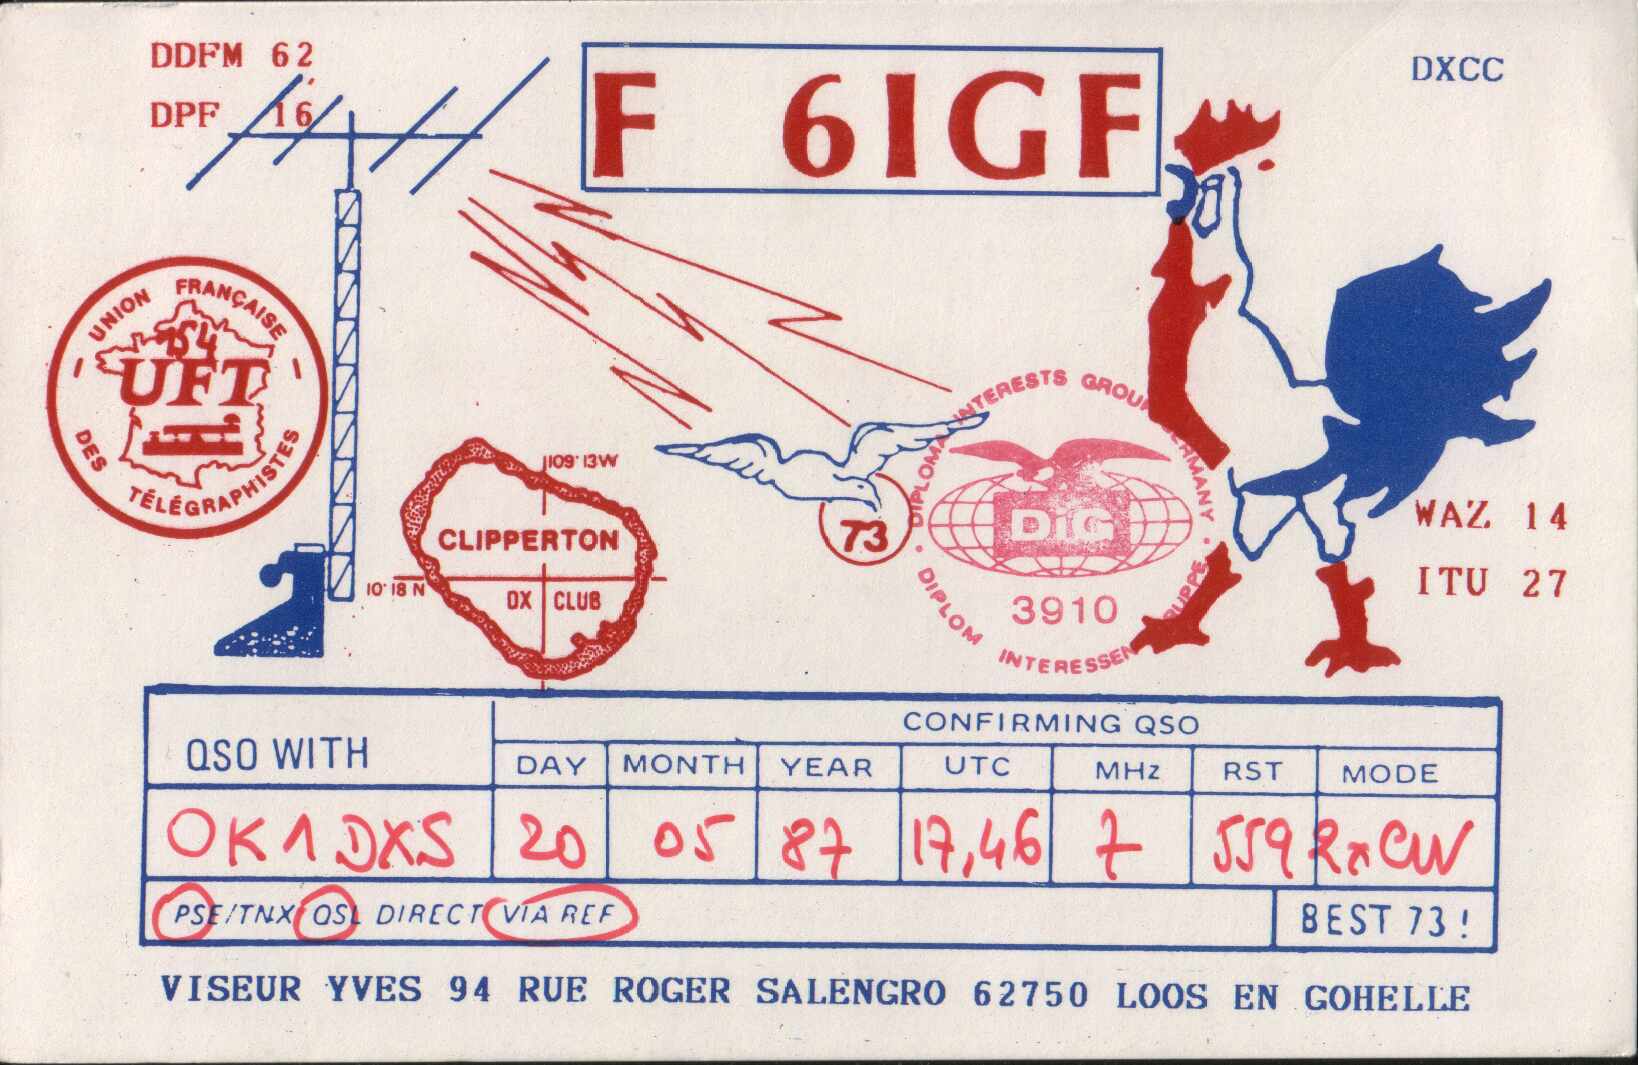 DDFM 62
DPF 16
F 6IGF
DXCC
UNION FRANÇAISE
154
UFT
DES TÉLÉGRAPHISTES
109° 13W
CLIPPERTON
10° 18 N
DX CLUB
73
DIPLOMA INTERESTS GROUP GERMANY
DiG
3910
DIPLOM INTERESSEN GRUPPE
WAZ 14
ITU 27
QSO WITH
CONFIRMING QSO
DAY MONTH YEAR UTC MHz RST MODE
OK1DXS 20 05 87 17,46 7 559 2xCW
PSE/TNX QSL DIRECT VIA REF
BEST 73!
VISEUR YVES 94 RUE ROGER SALENGRO 62750 LOOS EN GOHELLE